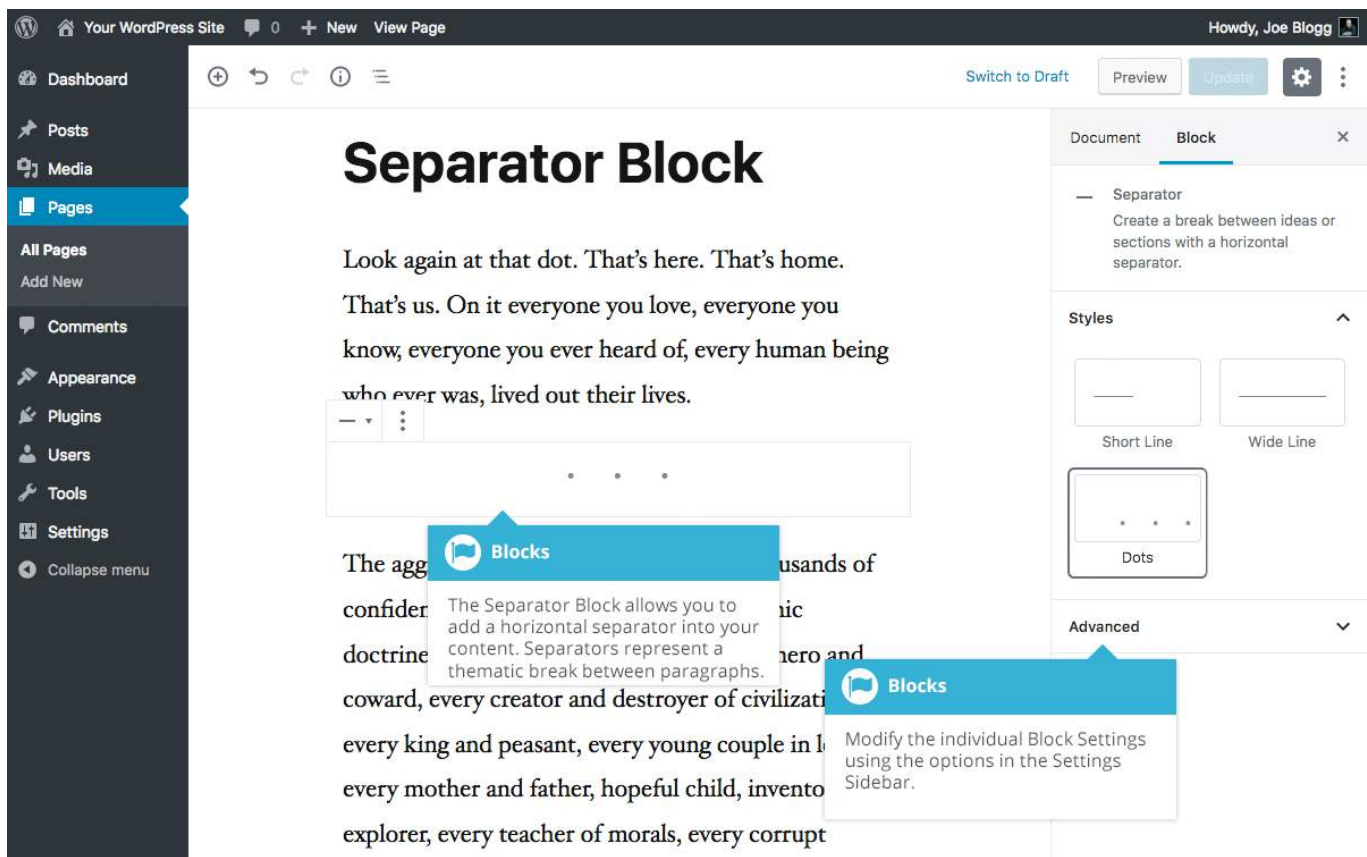 Your WordPress Site 0 + New View Page Howdy, Joe Blogg
Dashboard
Posts
Media
Pages
All Pages
Add New
Comments
Appearance
Plugins
Users
Tools
Settings
Collapse menu
Switch to Draft Preview Update
Separator Block
Look again at that dot. That’s here. That’s home.
That’s us. On it everyone you love, everyone you
know, everyone you ever heard of, every human being
who ever was, lived out their lives.
The agg
usands of
confiden
nic
doctrine
hero and
coward, every creator and destroyer of civilizati
every king and peasant, every young couple in l
every mother and father, hopeful child, invento
explorer, every teacher of morals, every corrupt
Blocks
The Separator Block allows you to
add a horizontal separator into your
content. Separators represent a
thematic break between paragraphs.
Document Block
Separator
Create a break between ideas or
sections with a horizontal
separator.
Styles
Short Line Wide Line
Dots
Advanced
Blocks
Modify the individual Block Settings
using the options in the Settings
Sidebar.